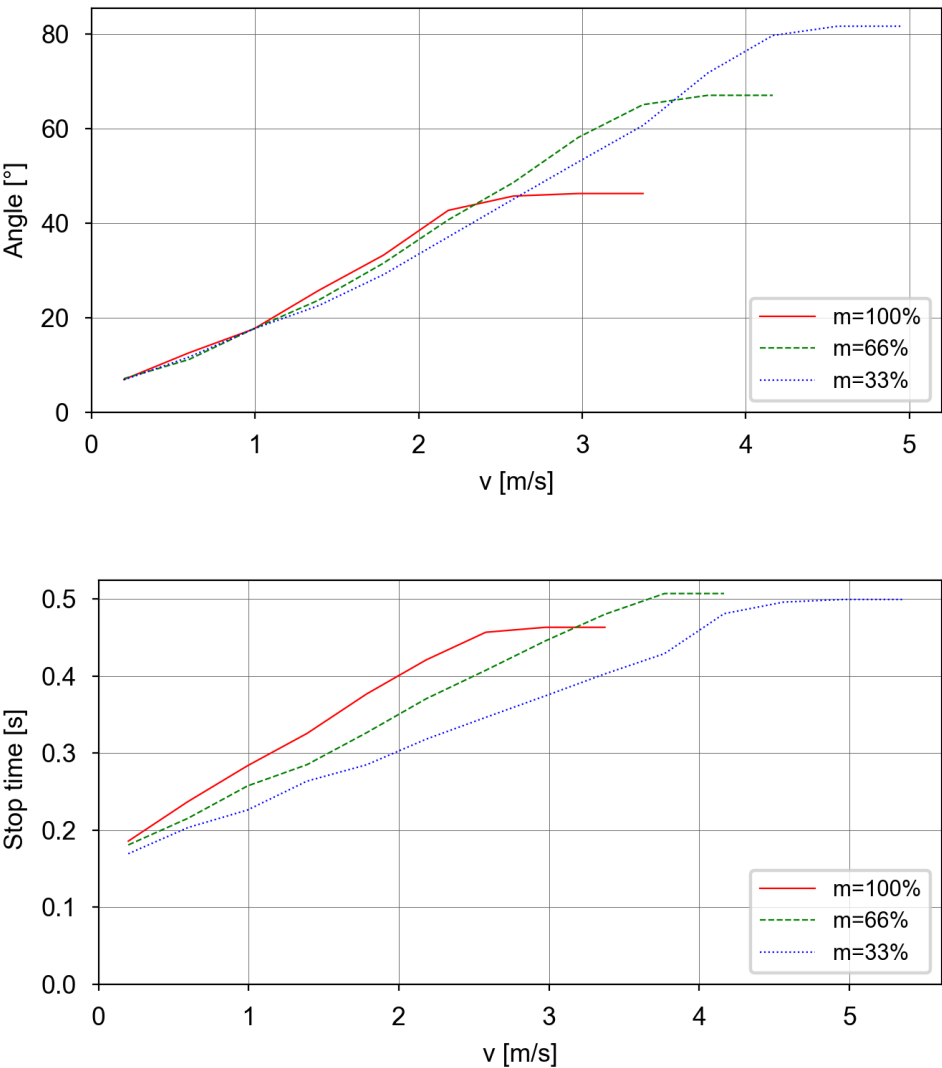 80
60
40
20
0
Angle [°]
0 1 2 3 4 5
v [m/s]
m=100%
m=66%
m=33%
0.5
0.4
0.3
0.2
0.1
0.0
Stop time [s]
0 1 2 3 4 5
v [m/s]
m=100%
m=66%
m=33%